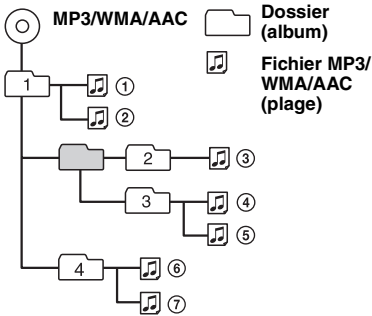 MP3/WMA/AAC
Dossier
(album)
Fichier MP3/
WMA/AAC
(plage)
1
①
②
2
③
3
④
⑤
4
⑥
⑦